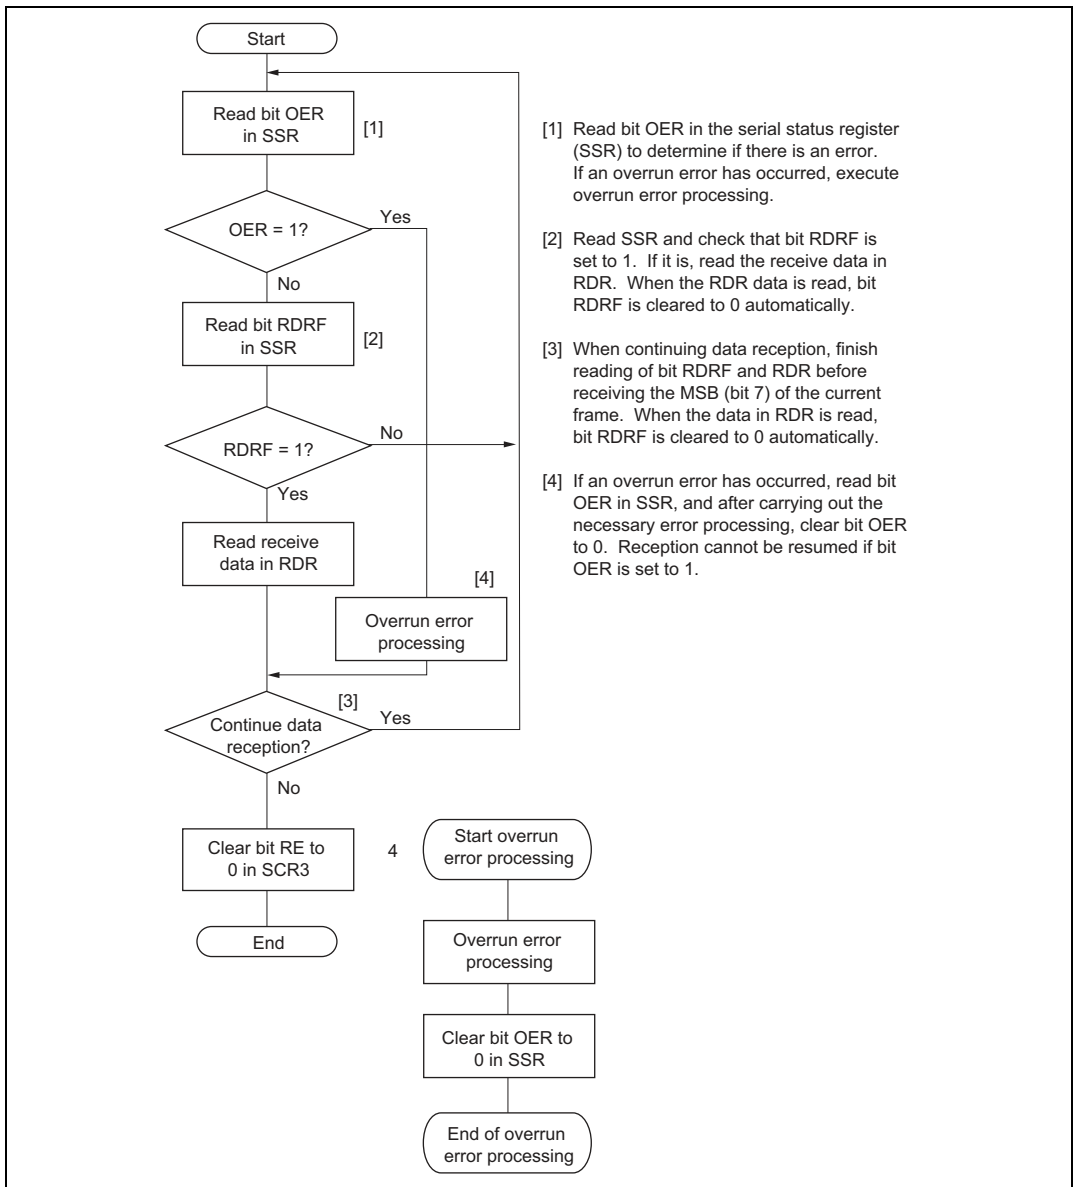 Start
Read bit OER
in SSR
[1]
OER = 1?
Yes
No
Read bit RDRF
in SSR
[2]
RDRF = 1?
No
Yes
Read receive
data in RDR
[4]
Overrun error
processing
[3]
Continue data
reception?
Yes
No
Clear bit RE to
0 in SCR3
End
[1] Read bit OER in the serial status register
(SSR) to determine if there is an error.
If an overrun error has occurred, execute
overrun error processing.
[2] Read SSR and check that bit RDRF is
set to 1. If it is, read the receive data in
RDR. When the RDR data is read, bit
RDRF is cleared to 0 automatically.
[3] When continuing data reception, finish
reading of bit RDRF and RDR before
receiving the MSB (bit 7) of the current
frame. When the data in RDR is read,
bit RDRF is cleared to 0 automatically.
[4] If an overrun error has occurred, read bit
OER in SSR, and after carrying out the
necessary error processing, clear bit OER
to 0. Reception cannot be resumed if bit
OER is set to 1.
4
Start overrun
error processing
Overrun error
processing
Clear bit OER to
0 in SSR
End of overrun
error processing